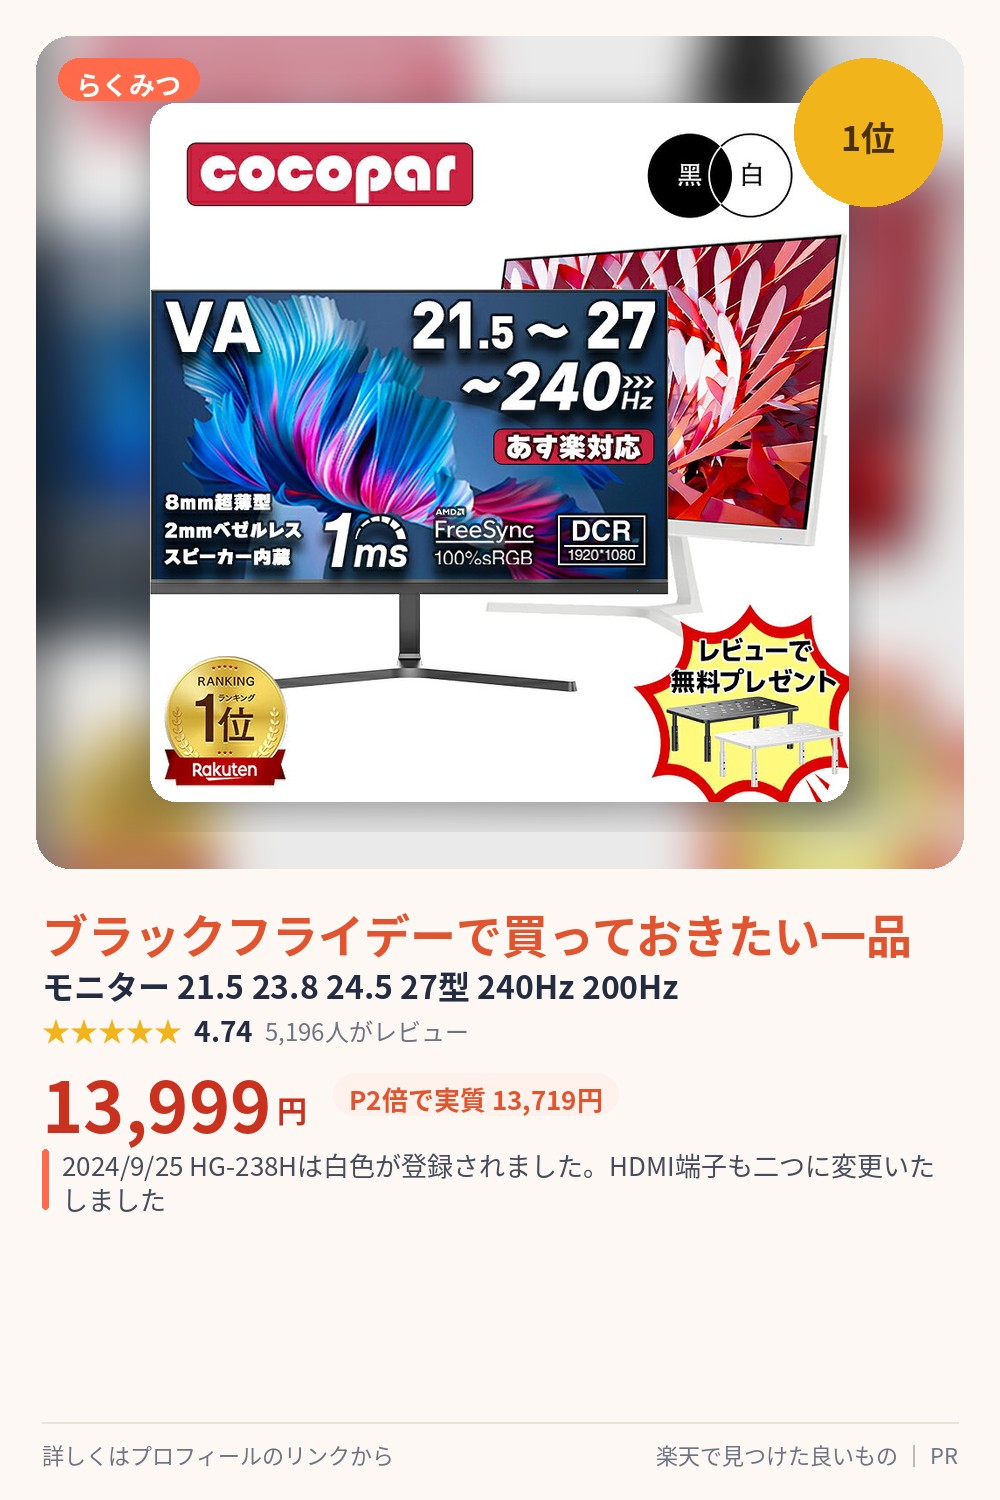 らくみつ
1位
cocopar
黒 白
VA
21.5 ～ 27
～240 Hz
あす楽対応
8mm超薄型
2mmベゼルレス
スピーカー内蔵
1ms
AMD
FreeSync
100%sRGB
DCR
1920*1080
RANKING
ランキング
1位
Rakuten
レビューで
無料プレゼント
ブラックフライデーで買っておきたい一品
モニター 21.5 23.8 24.5 27型 240Hz 200Hz
★★★★★ 4.74 5,196人がレビュー
13,999円 P2倍で実質 13,719円
2024/9/25 HG-238Hは白色が登録されました。HDMI端子も二つに変更いた
しました
詳しくはプロフィールのリンクから
楽天で見つけた良いもの ｜ PR